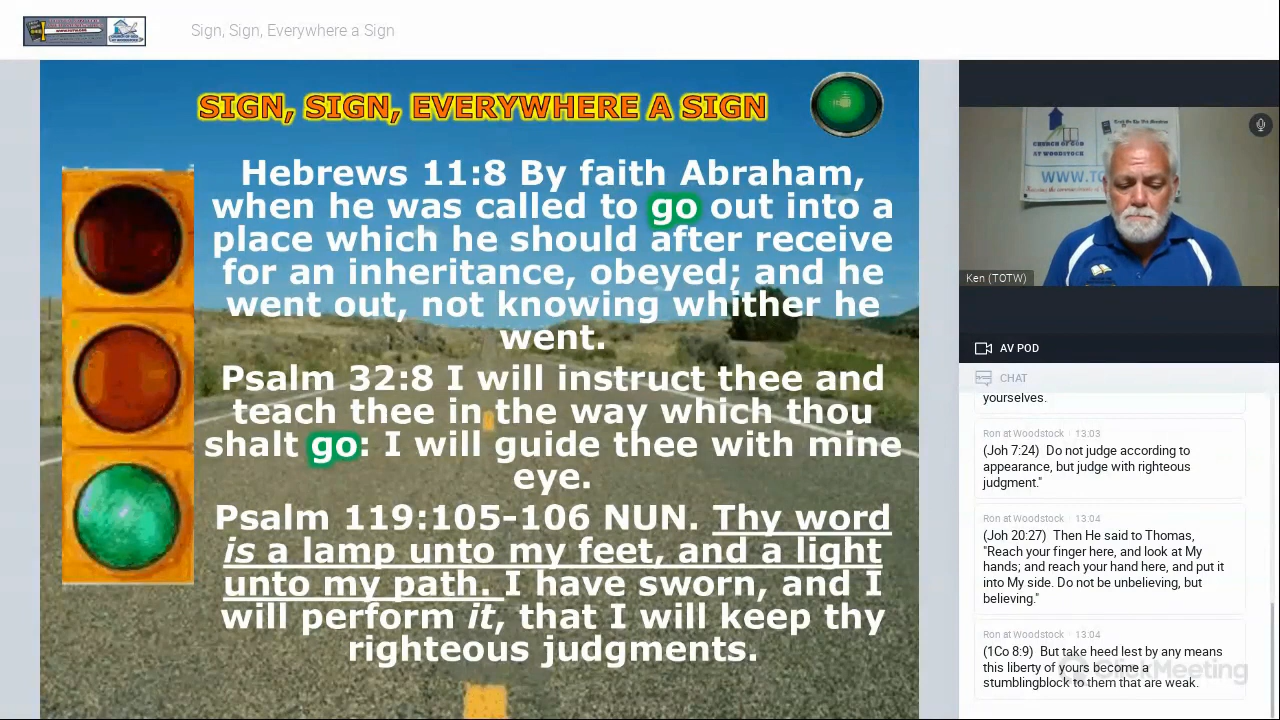 Sign, Sign, Everywhere a Sign
SIGN, SIGN, EVERYWHERE A SIGN
Hebrews 11:8 By faith Abraham,
when he was called to go out into a
place which he should after receive
for an inheritance, obeyed; and he
went out, not knowing whither he
went.
Psalm 32:8 I will instruct thee and
teach thee in the way which thou
shalt go: I will guide thee with mine
eye.
Psalm 119:105-106 NUN. Thy word
is a lamp unto my feet, and a light
unto my path. I have sworn, and I
will perform it, that I will keep thy
righteous judgments.
CHURCH OF GOD
AT WOODSTOCK
WWW.TO
Ken (TOTW)
AV POD
CHAT
yourselves.
Ron at Woodstock 13:03
(Joh 7:24) Do not judge according to
appearance, but judge with righteous
judgment."
Ron at Woodstock 13:04
(Joh 20:27) Then He said to Thomas,
"Reach your finger here, and look at My
hands; and reach your hand here, and put it
into My side. Do not be unbelieving, but
believing."
Ron at Woodstock 13:04
(1Co 8:9) But take heed lest by any means
this liberty of yours become a
stumblingblock to them that are weak.
ClickMeeting